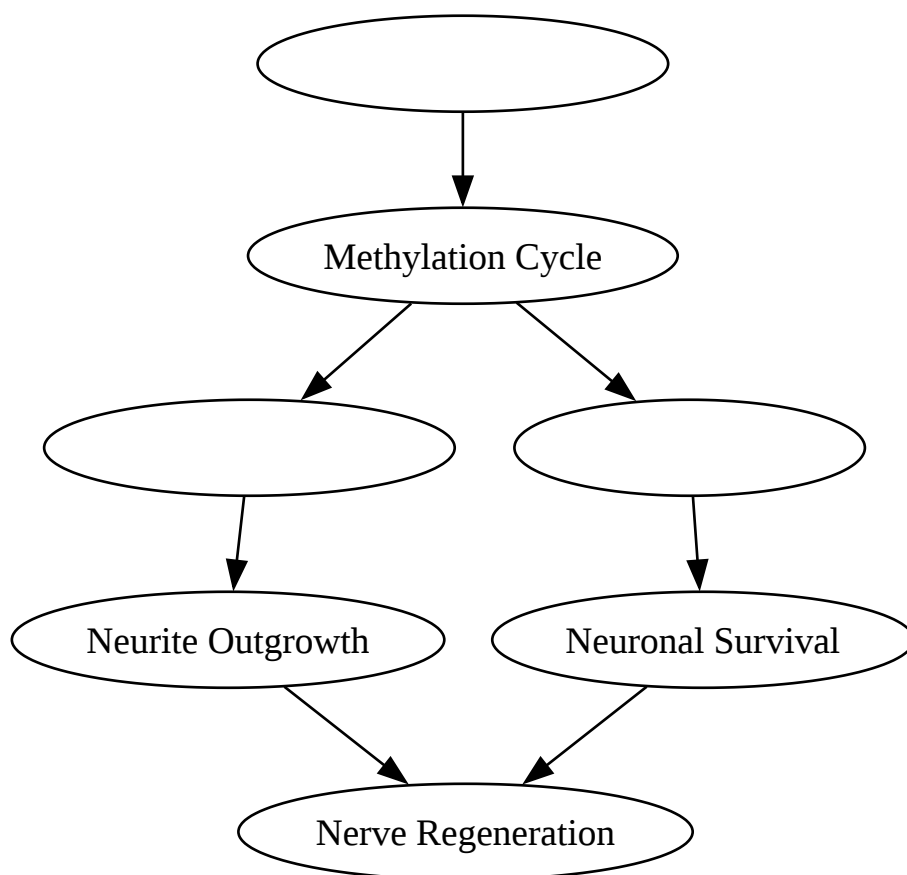 Methylation Cycle
Neurite Outgrowth
Neuronal Survival
Nerve Regeneration